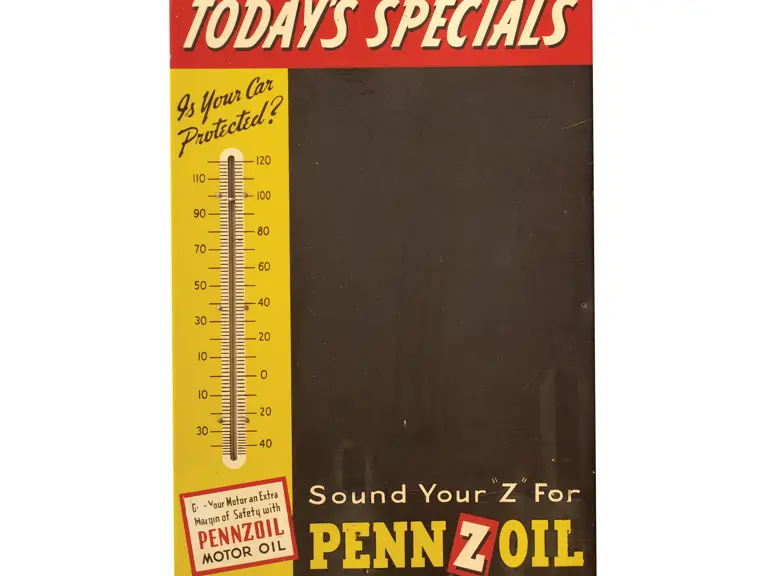 TODAY'S SPECIALS
Is Your Car
Protected?
120
110
100
90
80
70
60
50
40
30
20
10
0
10
20
30
40
Your Motor an Extra
Margin of Safety with
PENNZOIL
MOTOR OIL
Sound Your "Z" For
PENNZOIL